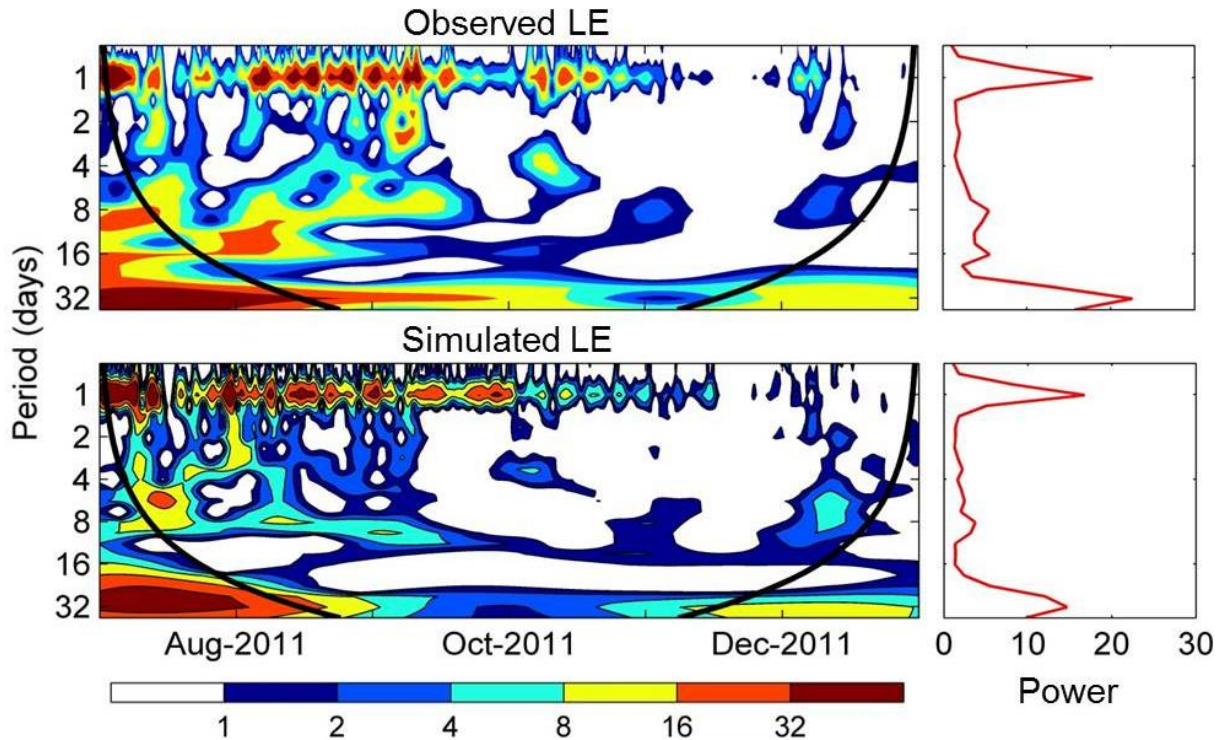 Observed LE
1
2
4
8
16
32
Simulated LE
1
2
4
8
16
32
Period (days)
Aug-2011 Oct-2011 Dec-2011
0 10 20 30
Power
1 2 4 8 16 32